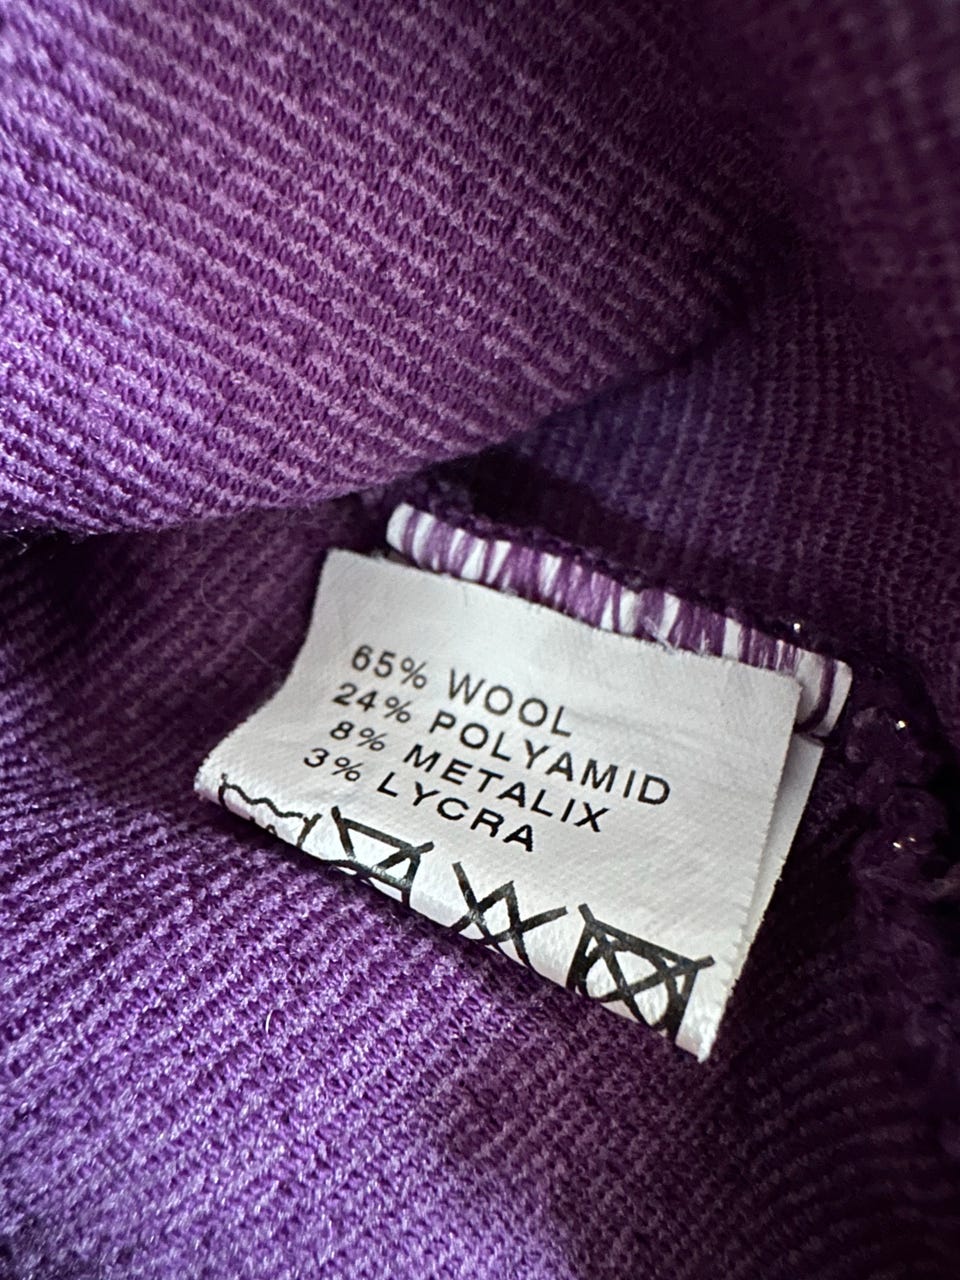 65% WOOL
24% POLYAMID
8% METALIX
3% LYCRA